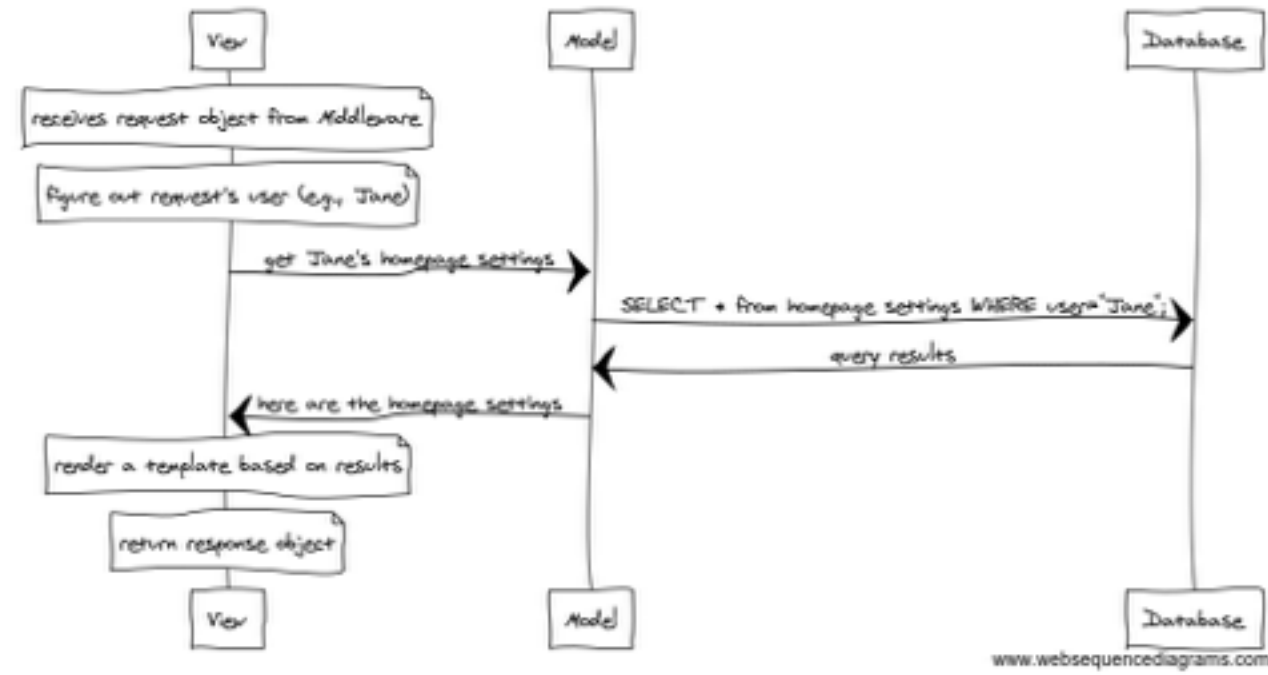 View
Model
Database
receives request object from Middleware
figure out request's user (e.g., Jane)
get Jane's homepage settings
SELECT * from homepage settings WHERE user="Jane";
query results
here are the homepage settings
render a template based on results
return response object
View
Model
Database
www.websequencediagrams.com